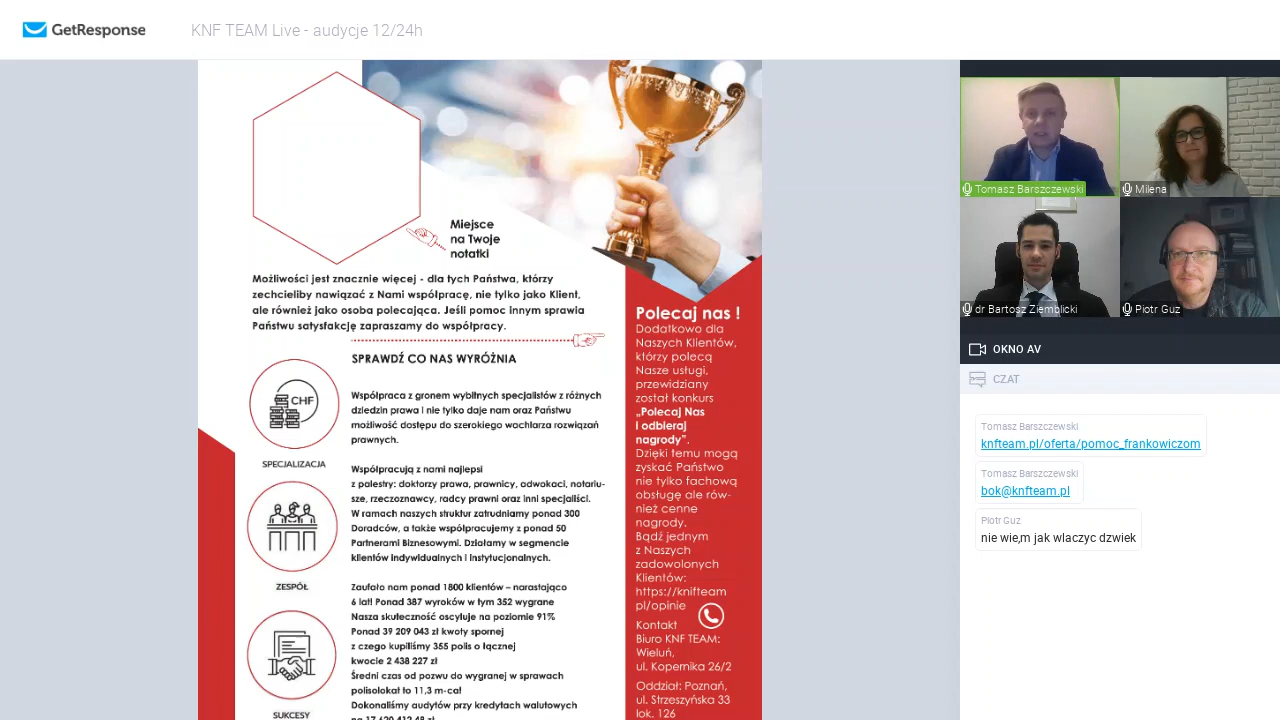 GetResponse
KNF TEAM Live - audycje 12/24h
Miejsce
na Twoje
notatki
Możliwości jest znacznie więcej - dla tych Państwa, którzy
zechcieliby nawiązać z Nami współpracę, nie tylko jako Klient,
ale również jako osoba polecająca. Jeśli pomoc innym sprawia
Państwu satysfakcję zapraszamy do współpracy.
SPRAWDŹ CO NAS WYRÓŻNIA
CHF
SPECJALIZACJA
Współpraca z gronem wybitnych specjalistów z różnych
dziedzin prawa i nie tylko daje nam oraz Państwu
możliwość dostępu do szerokiego wachlarza rozwiązań
prawnych.
Współpracują z nami najlepsi
z palestry: doktorzy prawa, prawnicy, adwokaci, notariu-
sze, rzeczoznawcy, radcy prawni oraz inni specjaliści.
W ramach naszych struktur zatrudniamy ponad 300
Doradców, a także współpracujemy z ponad 50
Partnerami Biznesowymi. Działamy w segmencie
klientów indywidualnych i instytucjonalnych.
ZESPÓŁ
Zaufało nam ponad 1800 klientów – narastająco
6 lat! Ponad 387 wyroków w tym 352 wygrane
Nasza skuteczność oscyluje na poziomie 91%
Ponad 39 209 043 zł kwoty spornej
z czego kupiliśmy 355 polis o łącznej
kwocie 2 438 227 zł
Średni czas od pozwu do wygranej w sprawach
polisolokat to 11,3 m-ca!
Dokonaliśmy audytów przy kredytach walutowych
na 17 620 412,48 zł
SUKCESY
Polecaj nas !
Dodatkowo dla
Naszych Klientów,
którzy polecą
Nasze usługi,
przewidziany
został konkurs
„Polecaj Nas
i odbieraj
nagrody”.
Dzięki temu mogą
zyskać Państwo
nie tylko fachową
obsługę ale rów-
nież cenne
nagrody.
Bądź jednym
z Naszych
zadowolonych
Klientów:
https://knifteam
pl/opinie
Kontakt
Biuro KNF TEAM:
Wieluń,
ul. Kopernika 26/2
Oddział: Poznań,
ul. Strzeszyńska 33
lok. 126
Tomasz Barszczewski
Milena
dr Bartosz Ziemblicki
Piotr Guz
OKNO AV
CZAT
Tomasz Barszczewski
knfteam.pl/oferta/pomoc_frankowiczom
Tomasz Barszczewski
bok@knfteam.pl
Piotr Guz
nie wie,m jak wlaczyc dzwiek